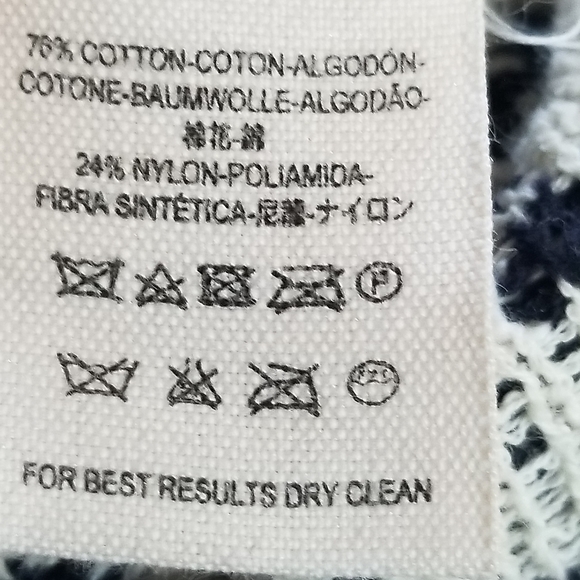 76% COTTON-COTON-ALGODÓN-
COTONE-BAUMWOLLE-ALGODÃO-
棉花-綿
24% NYLON-POLIAMIDA-
FIBRA SINTÉTICA-尼龍-ナイロン
P
FOR BEST RESULTS DRY CLEAN